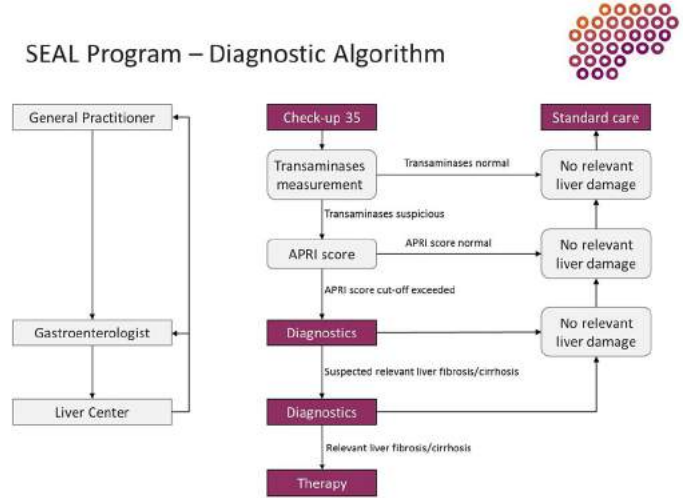 SEAL Program – Diagnostic Algorithm
General Practitioner
Check-up 35
Standard care
Transaminases
measurement
Transaminases normal
No relevant
liver damage
Transaminases suspicious
APRI score
APRI score normal
No relevant
liver damage
APRI score cut-off exceeded
Gastroenterologist
Diagnostics
No relevant
liver damage
Suspected relevant liver fibrosis/cirrhosis
Liver Center
Diagnostics
Relevant liver fibrosis/cirrhosis
Therapy